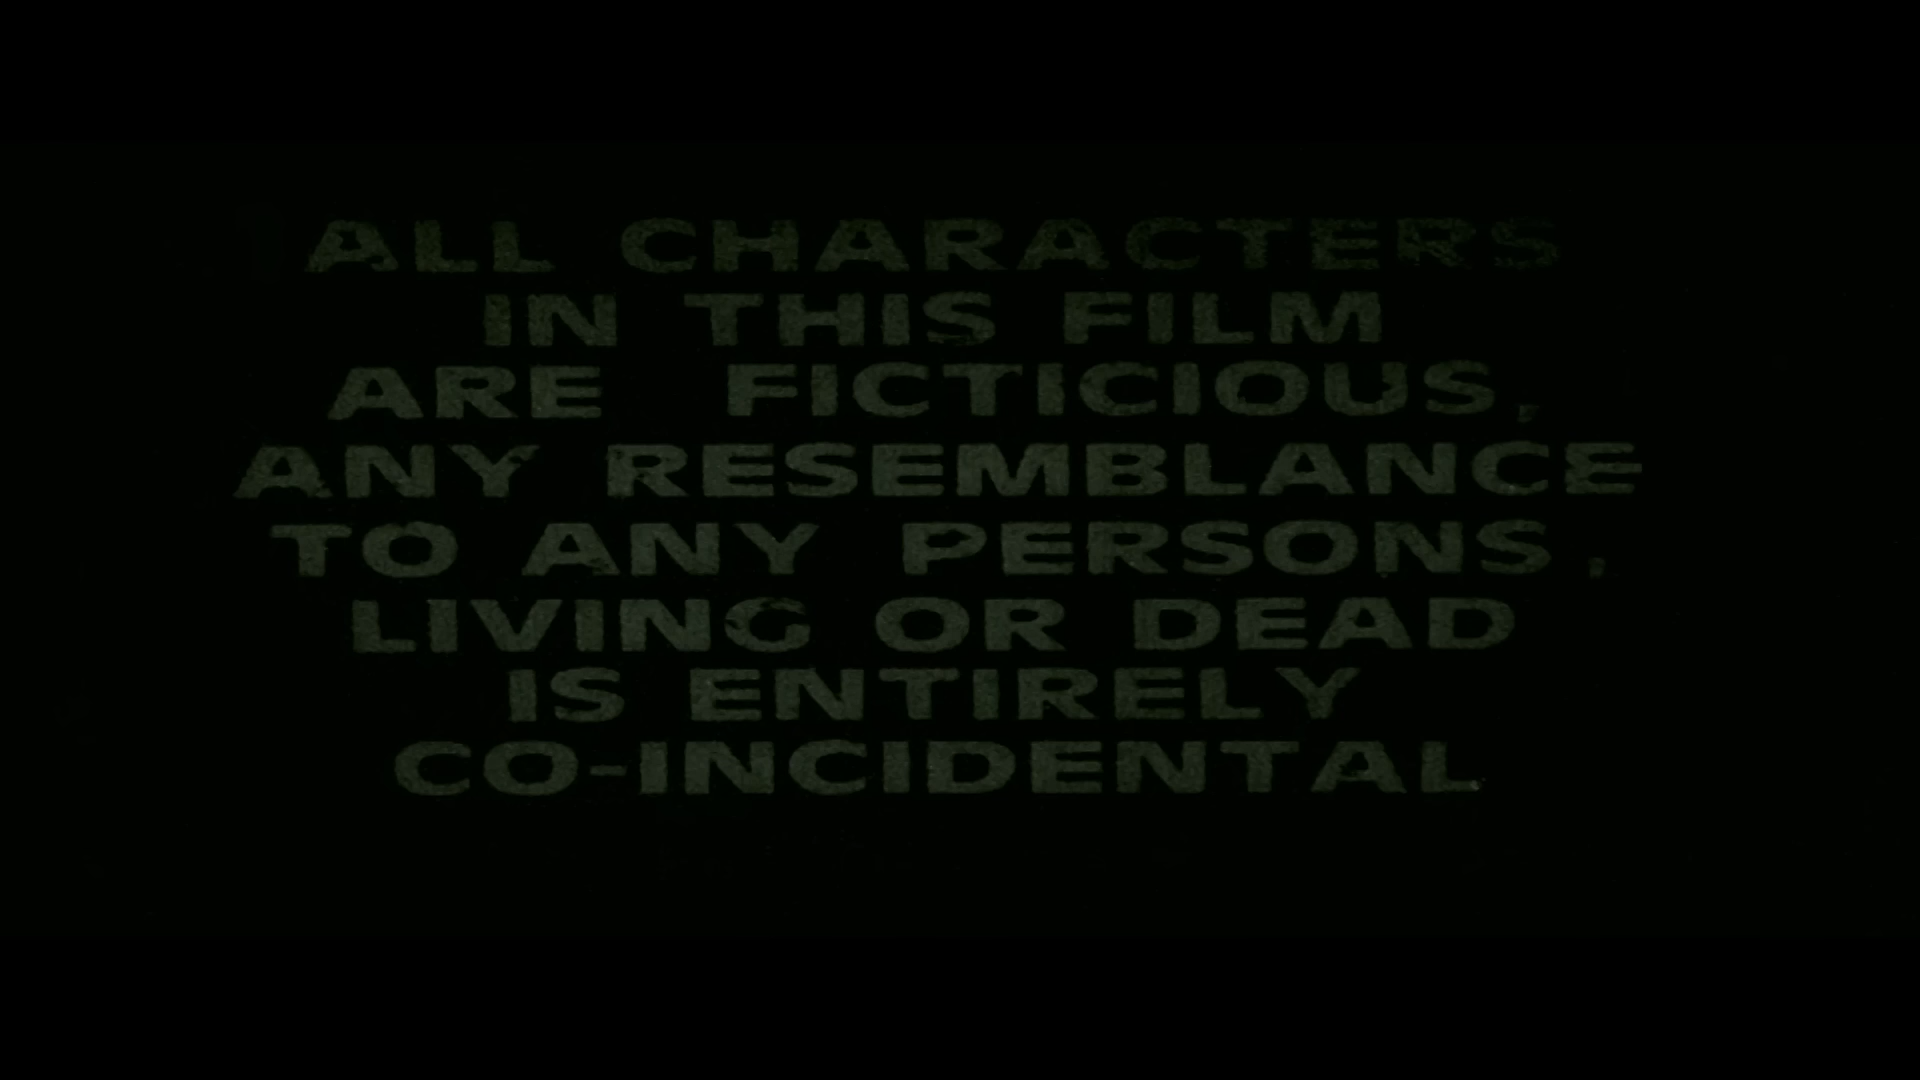 ALL CHARACTERS
IN THIS FILM
ARE FICTICIOUS,
ANY RESEMBLANCE
TO ANY PERSONS,
LIVING OR DEAD
IS ENTIRELY
CO-INCIDENTAL